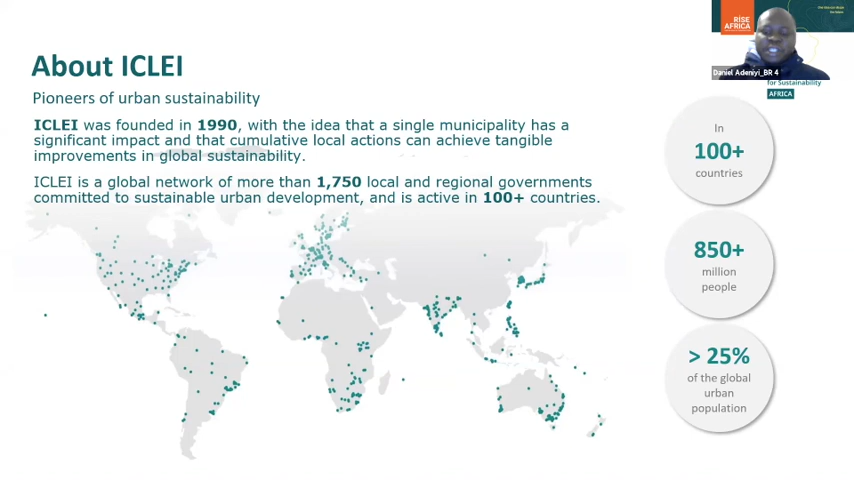 About ICLEI
Pioneers of urban sustainability
ICLEI was founded in 1990, with the idea that a single municipality has a
significant impact and that cumulative local actions can achieve tangible
improvements in global sustainability.
ICLEI is a global network of more than 1,750 local and regional governments
committed to sustainable urban development, and is active in 100+ countries.
RISE
AFRICA
Daniel Adeniyi_BR 4
for Sustainability
AFRICA
In
100+
countries
850+
million
people
> 25%
of the global
urban
population